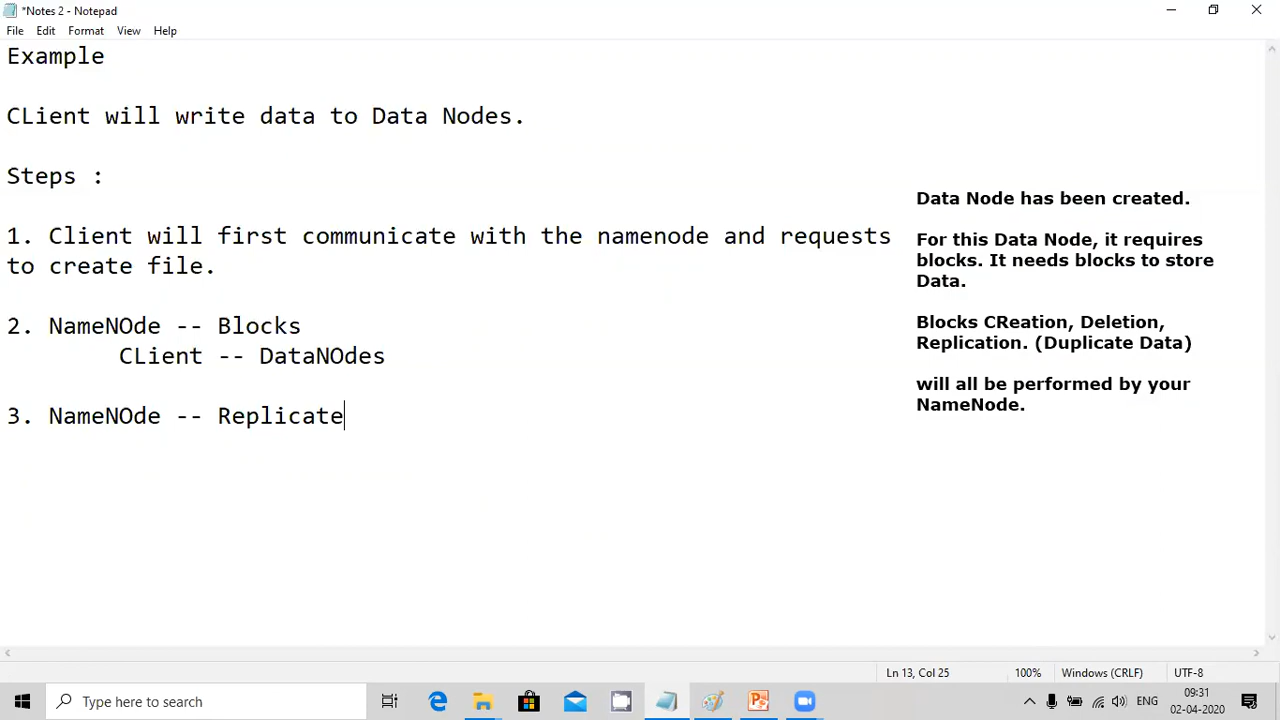 *Notes 2 - Notepad
File Edit Format View Help
Example
CLient will write data to Data Nodes.
Steps :
1. Client will first communicate with the namenode and requests
to create file.
2. NameNOde -- Blocks
CLient -- DataNOdes
3. NameNOde -- Replicate
Data Node has been created.
For this Data Node, it requires
blocks. It needs blocks to store
Data.
Blocks CReation, Deletion,
Replication. (Duplicate Data)
will all be performed by your
NameNode.
Ln 13, Col 25 100% Windows (CRLF) UTF-8
Type here to search
ENG
09:31
02-04-2020